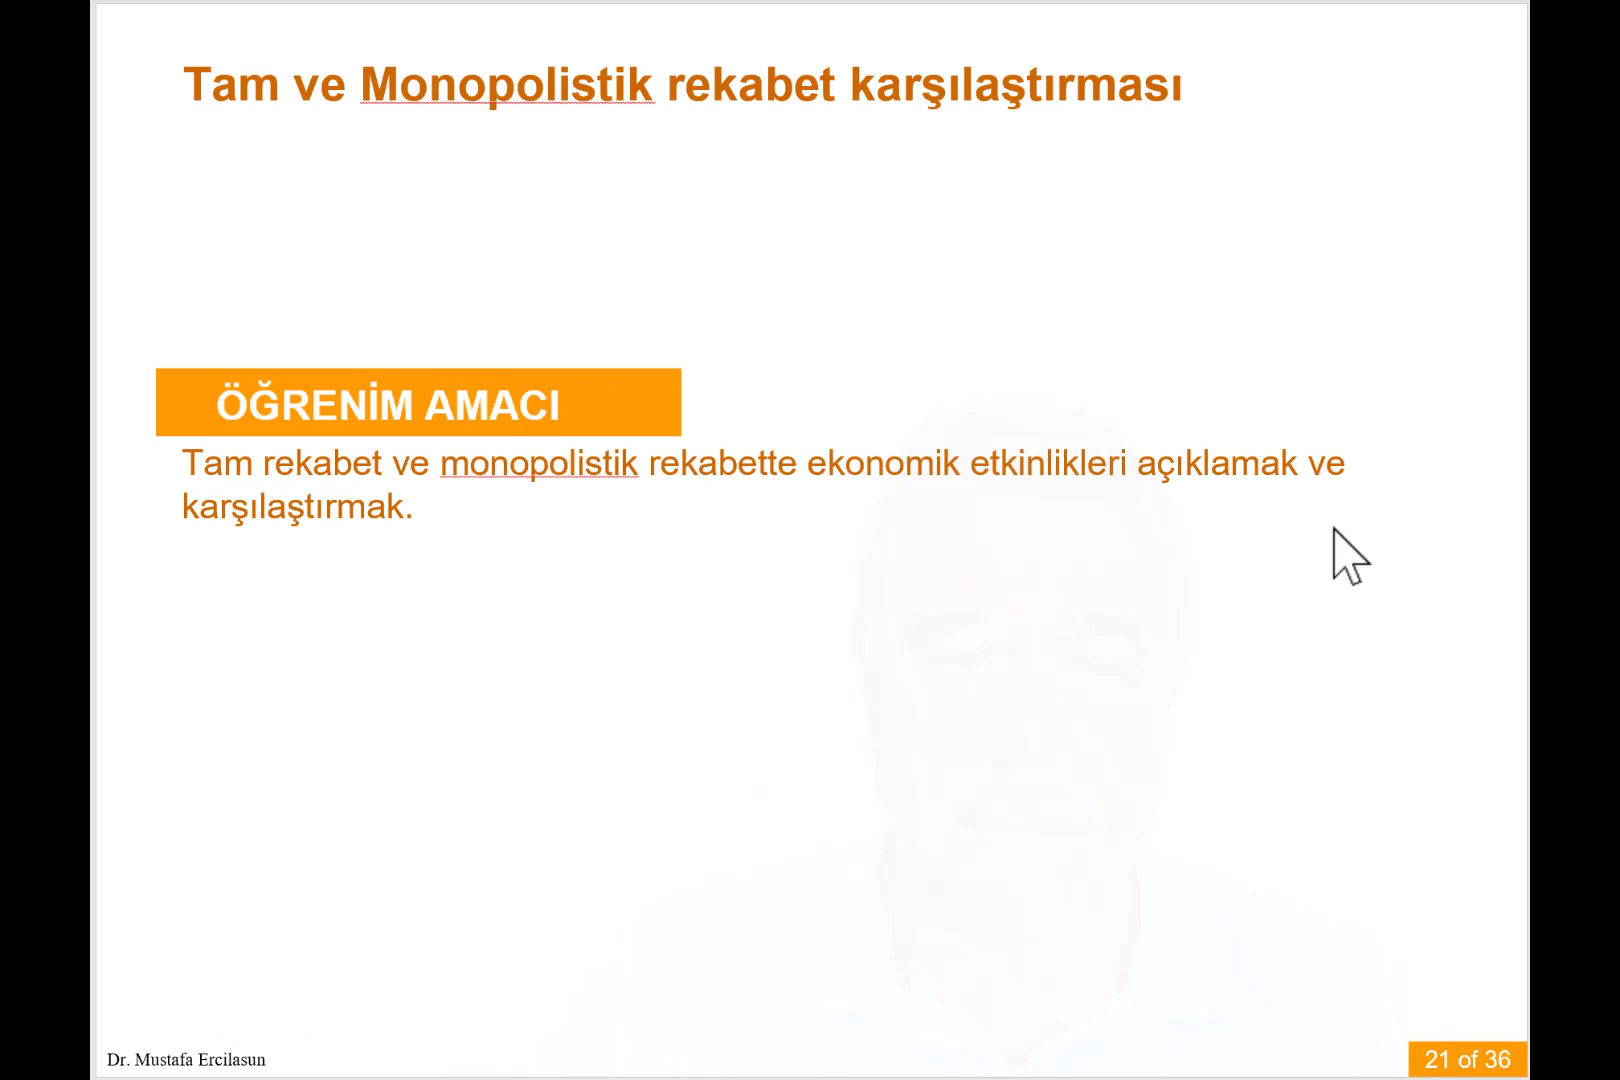 Tam ve Monopolistik rekabet karşılaştırması
ÖĞRENİM AMACI
Tam rekabet ve monopolistik rekabette ekonomik etkinlikleri açıklamak ve
karşılaştırmak.
Dr. Mustafa Ercilasun
21 of 36